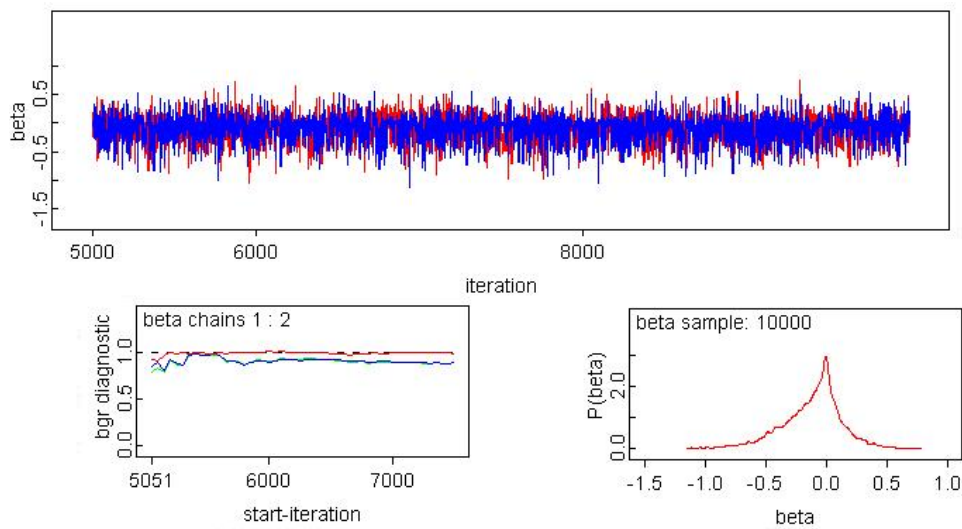 beta
0.5
-0.5
-1.5
5000 6000 8000
iteration
beta chains 1 : 2
bgr diagnostic
1.0
0.5
0.0
5051 6000 7000
start-iteration
beta sample: 10000
P(beta)
2.0
0.0
-1.5 -1.0 -0.5 0.0 0.5 1.0
beta